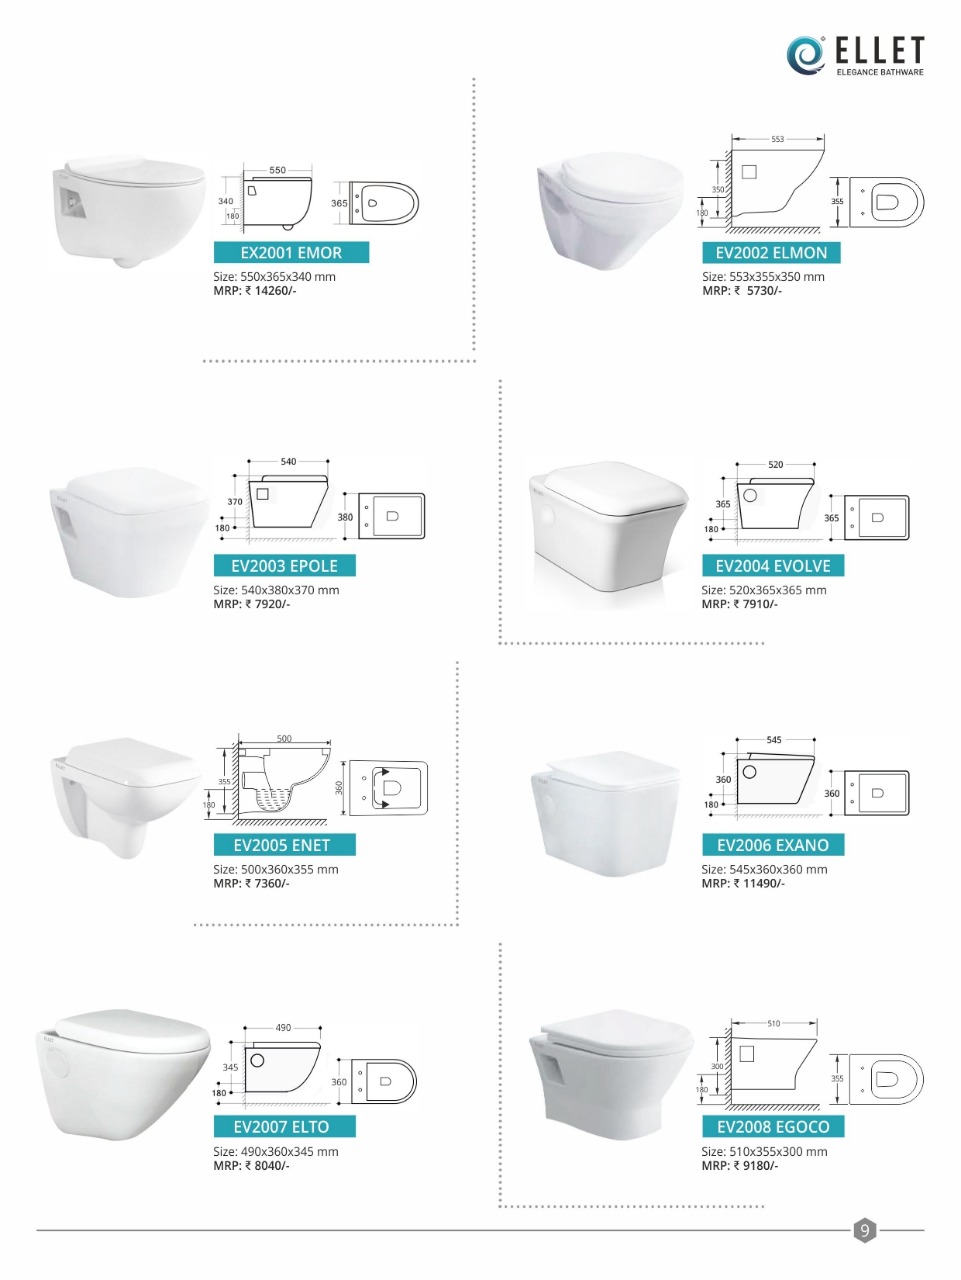 ELLET
ELEGANCE BATHWARE
550
340
180
365
EX2001 EMOR
Size: 550x365x340 mm
MRP: ₹ 14260/-
553
350
180
355
EV2002 ELMON
Size: 553x355x350 mm
MRP: ₹ 5730/-
540
370
180
380
EV2003 EPOLE
Size: 540x380x370 mm
MRP: ₹ 7920/-
520
365
180
365
EV2004 EVOLVE
Size: 520x365x365 mm
MRP: ₹ 7910/-
500
355
180
360
EV2005 ENET
Size: 500x360x355 mm
MRP: ₹ 7360/-
545
360
180
360
EV2006 EXANO
Size: 545x360x360 mm
MRP: ₹ 11490/-
490
345
180
360
EV2007 ELTO
Size: 490x360x345 mm
MRP: ₹ 8040/-
510
300
180
355
EV2008 EGOCO
Size: 510x355x300 mm
MRP: ₹ 9180/-
9